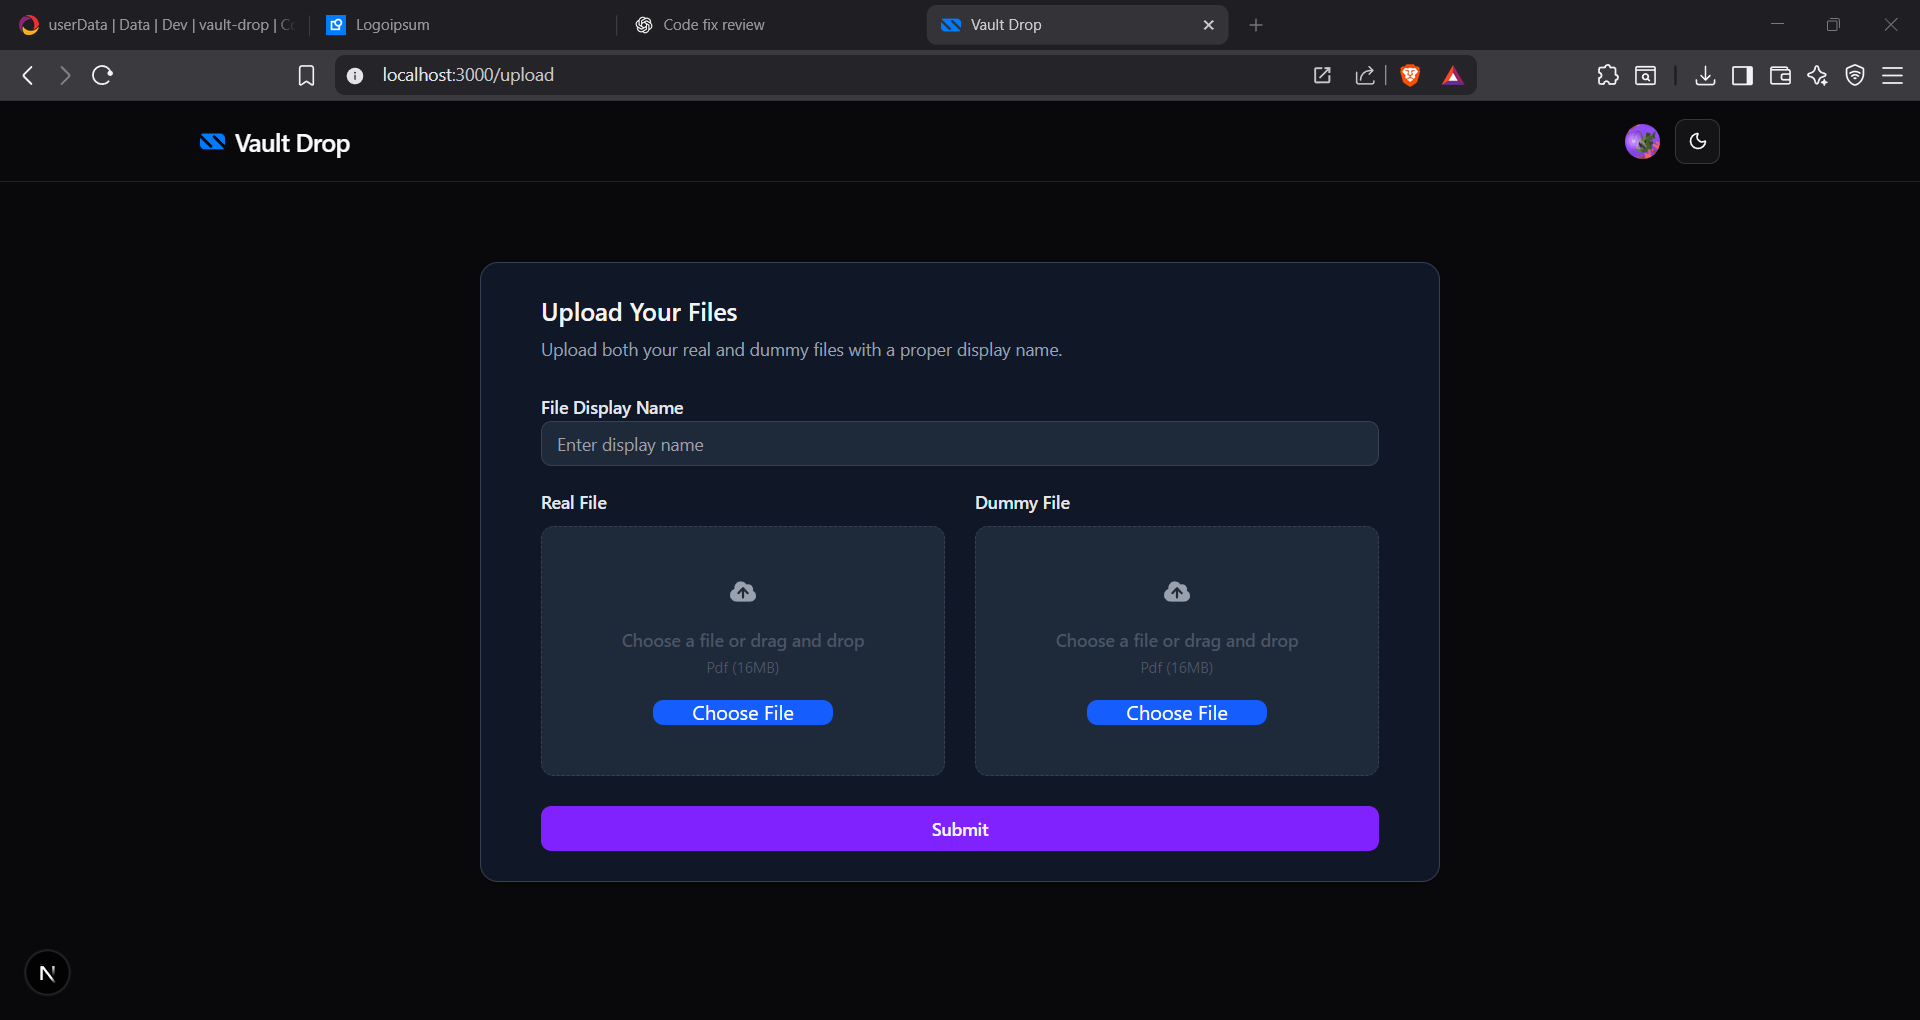 userData | Data | Dev | vault-drop |
Logoipsum
Code fix review
Vault Drop
localhost:3000/upload
Vault Drop
Upload Your Files
Upload both your real and dummy files with a proper display name.
File Display Name
Enter display name
Real File
Dummy File
Choose a file or drag and drop
Pdf (16MB)
Choose File
Choose a file or drag and drop
Pdf (16MB)
Choose File
Submit
N